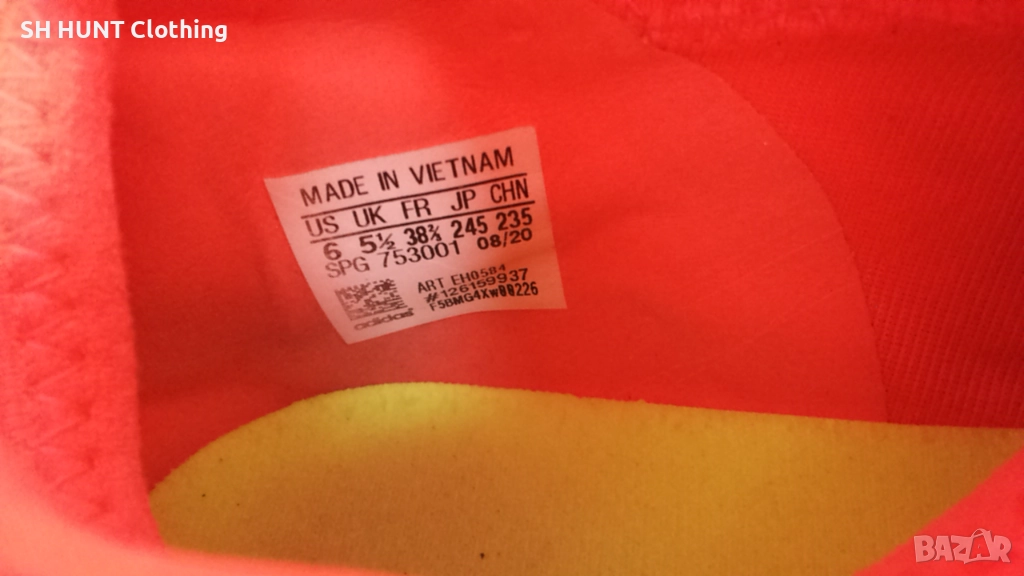 SH HUNT Clothing
MADE IN VIETNAM
US UK FR JP CHN
6 5½ 38⅔ 245 235
SPG 753001 08/20
ART EH0584
#126159937
F5BMG4XW00226
adidas
BAZAR